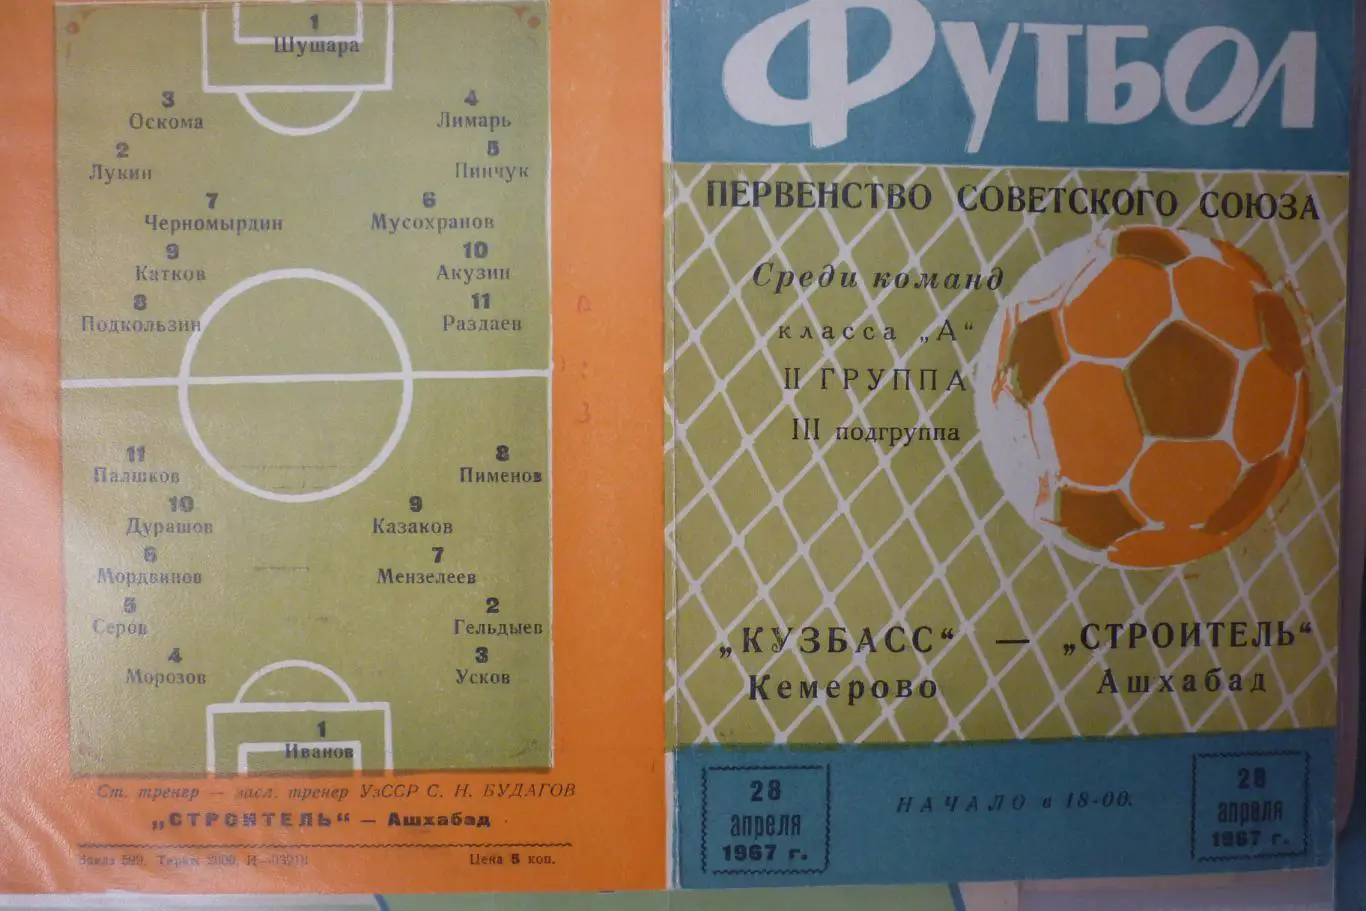 1
Шушара
3 4
Оскома Лимарь
2 5
Лукин Пинчук
7 6
Черномырдин Мусохранов
9 10
Катков Акузин
8 11
Подкользин Раздаев
11 8
Палшков Пименов
10 9
Дурашов Казаков
6 7
Мордвинов Мензелеев
5 2
Серов Гельдыев
4 3
Морозов Усков
1
Иванов
Ст. тренер — засл. тренер УзССР С. Н. БУДАГОВ
„СТРОИТЕЛЬ“ — Ашхабад
Заказ 599. Тираж 2000. Цена 5 коп.
ФУТБОЛ
ПЕРВЕНСТВО СОВЕТСКОГО СОЮЗА
Среди команд
класса „А“
II ГРУППА
III подгруппа
„КУЗБАСС“ — „СТРОИТЕЛЬ“
Кемерово Ашхабад
28
апреля
1967 г.
НАЧАЛО в 18-00.
28
апреля
1967 г.